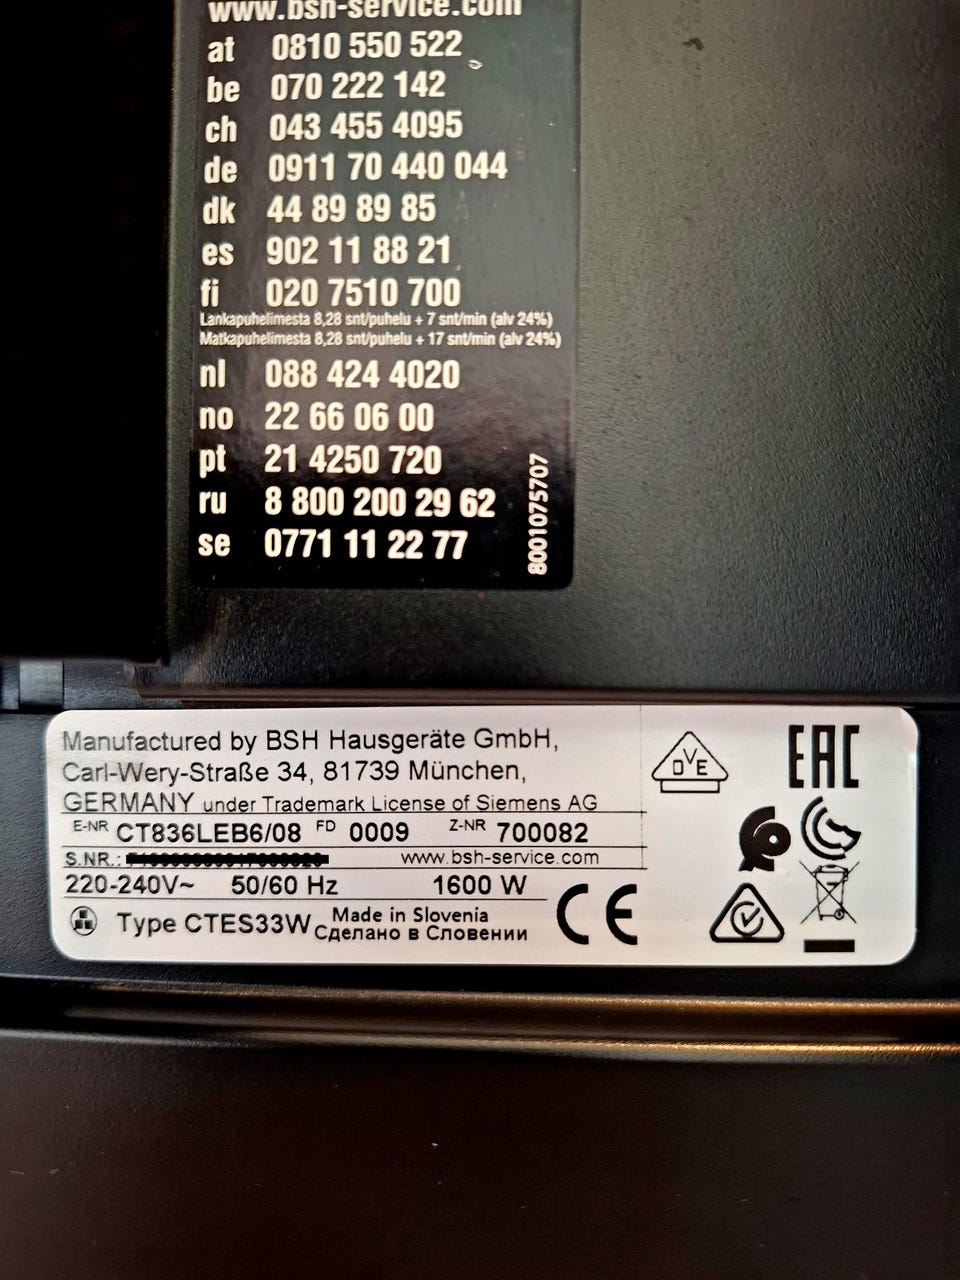 www.bsh-service.com
at 0810 550 522
be 070 222 142
ch 043 455 4095
de 0911 70 440 044
dk 44 89 89 85
es 902 11 88 21
fi 020 7510 700
Lankapuhelimesta 8,28 snt/puhelu + 7 snt/min (alv 24%)
Matkapuhelimesta 8,28 snt/puhelu + 17 snt/min (alv 24%)
nl 088 424 4020
no 22 66 06 00
pt 21 4250 720
ru 8 800 200 29 62
se 0771 11 22 77
8001075707
Manufactured by BSH Hausgeräte GmbH,
Carl-Wery-Straße 34, 81739 München,
GERMANY under Trademark License of Siemens AG
E-NR CT836LEB6/08 FD 0009 Z-NR 700082
S.NR.: www.bsh-service.com
220-240V~ 50/60 Hz 1600 W
Type CTES33W Made in Slovenia
Сделано в Словении
DVE
EAC
CE